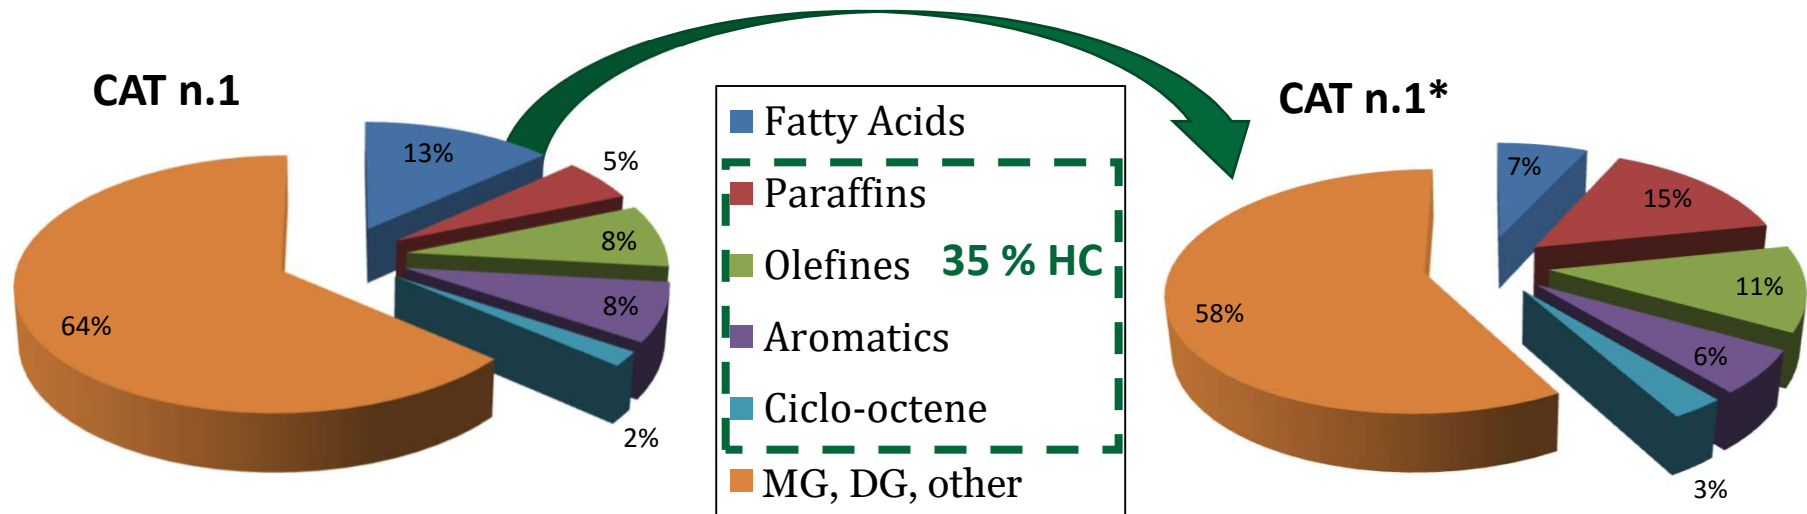 CAT n.1
13%
5%
8%
8%
2%
64%
Fatty Acids
Paraffins
Olefines
35 % HC
Aromatics
Ciclo-octene
MG, DG, other
CAT n.1*
7%
15%
11%
6%
3%
58%